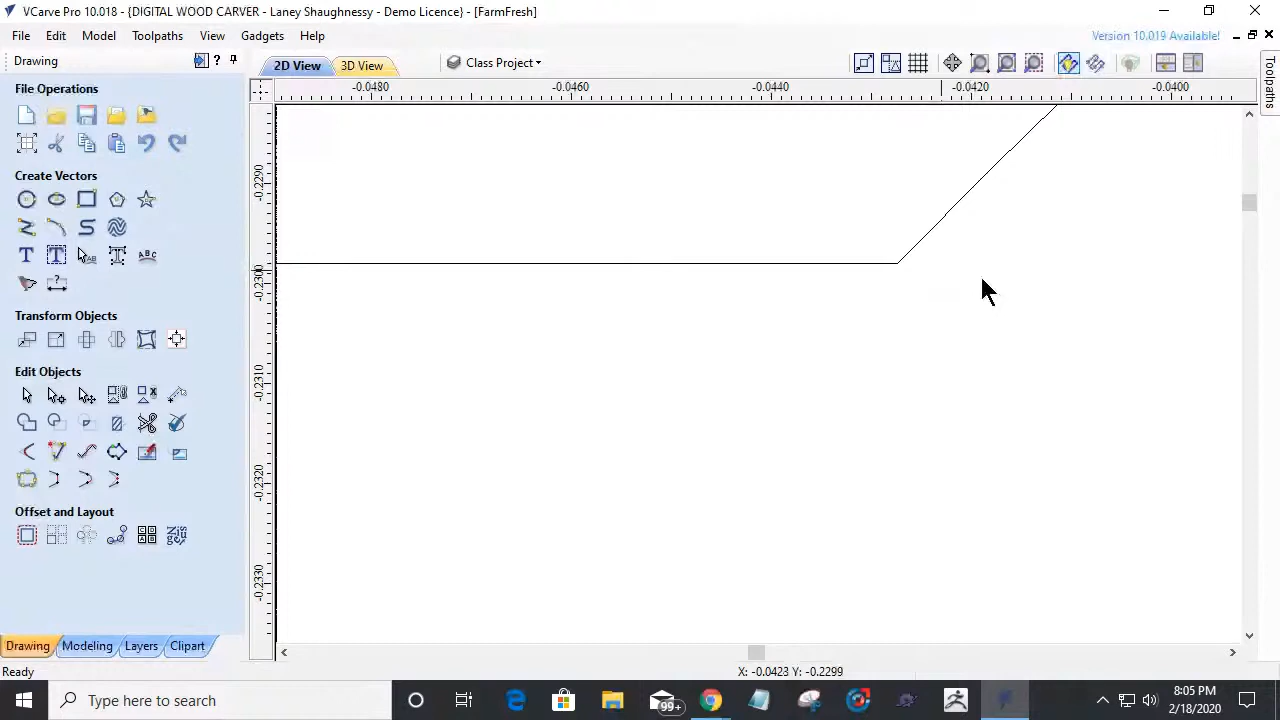 VCarve Pro 10.018 - {DIGITAL WOOD CARVER - Laney Shaughnessy - Demo Licence} - [FarmFresh]
File Edit Model Toolpaths View Gadgets Help
Version 10.019 Available!
Drawing
2D View 3D View
Class Project
Toolpaths
File Operations
-0.0480 -0.0460 -0.0440 -0.0420 -0.0400
Create Vectors
Transform Objects
Edit Objects
Offset and Layout
-0.2290
-0.2300
-0.2310
-0.2320
-0.2330
Drawing Modeling Layers Clipart
Ready
X: -0.0423 Y: -0.2299
Type here to search
99+
8:05 PM
2/18/2020